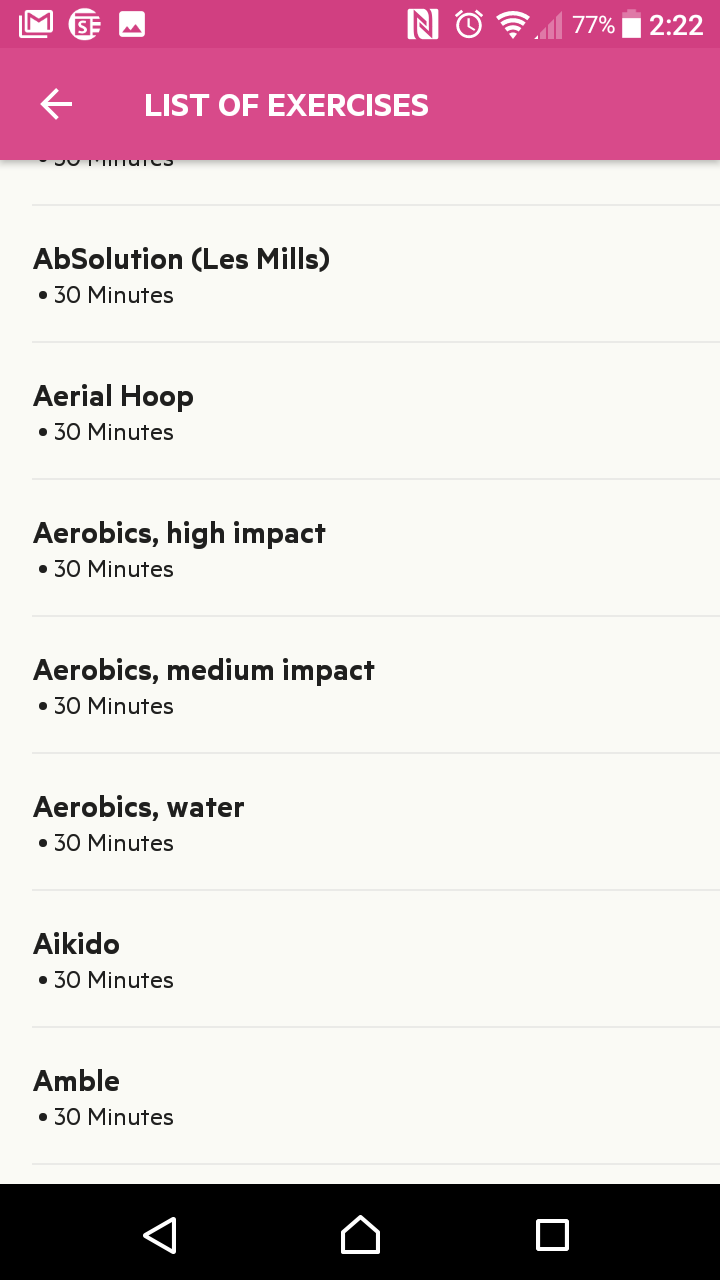 77% 2:22
LIST OF EXERCISES
30 Minutes
AbSolution (Les Mills)
• 30 Minutes
Aerial Hoop
• 30 Minutes
Aerobics, high impact
• 30 Minutes
Aerobics, medium impact
• 30 Minutes
Aerobics, water
• 30 Minutes
Aikido
• 30 Minutes
Amble
• 30 Minutes